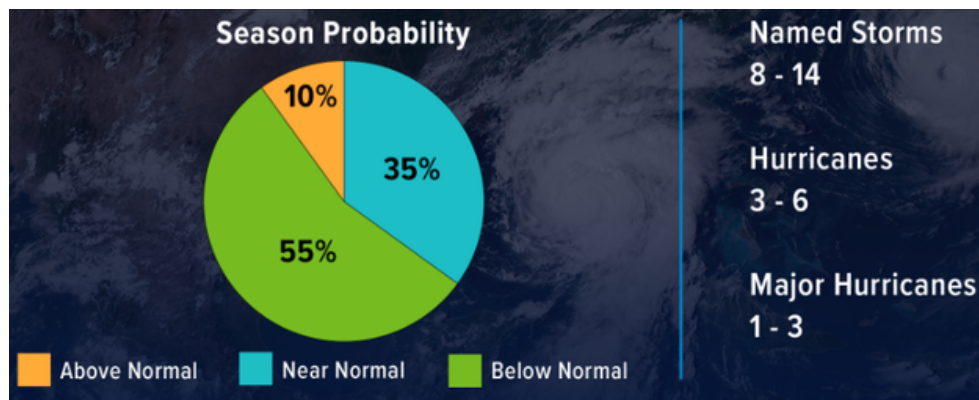 Season Probability
10%
35%
55%
Above Normal
Near Normal
Below Normal
Named Storms
8 - 14
Hurricanes
3 - 6
Major Hurricanes
1 - 3